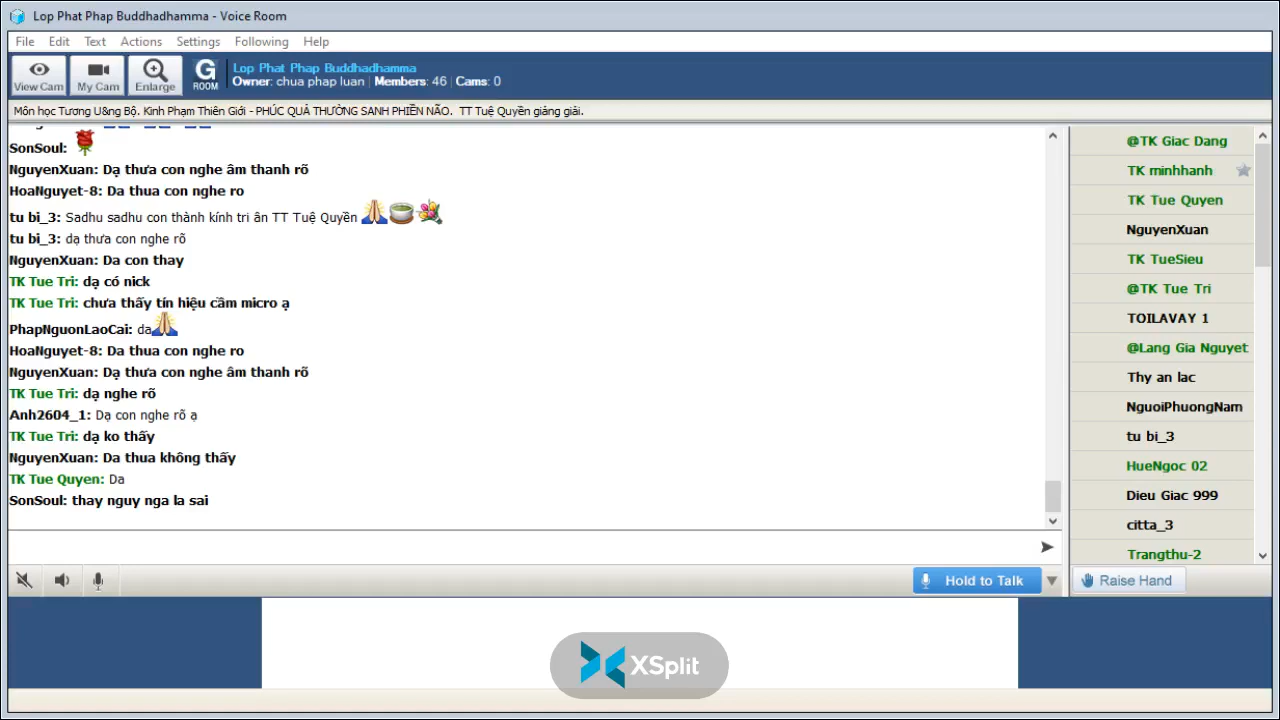 Lop Phat Phap Buddhadhamma - Voice Room
File Edit Text Actions Settings Following Help
View Cam My Cam Enlarge G ROOM
Lop Phat Phap Buddhadhamma
Owner: chua phap luan | Members: 46 | Cams: 0
Môn học Tương U&ng Bộ. Kinh Phạm Thiên Giới - PHÚC QUẢ THƯỜNG SANH PHIỀN NÃO. TT Tuệ Quyền giảng giải.
SonSoul:
NguyenXuan: Dạ thưa con nghe âm thanh rõ
HoaNguyet-8: Da thua con nghe ro
tu bi_3: Sadhu sadhu con thành kính tri ân TT Tuệ Quyền
tu bi_3: dạ thưa con nghe rõ
NguyenXuan: Da con thay
TK Tue Tri: dạ có nick
TK Tue Tri: chưa thấy tín hiệu cầm micro ạ
PhapNguonLaoCai: da
HoaNguyet-8: Da thua con nghe ro
NguyenXuan: Dạ thưa con nghe âm thanh rõ
TK Tue Tri: dạ nghe rõ
Anh2604_1: Dạ con nghe rõ ạ
TK Tue Tri: dạ ko thấy
NguyenXuan: Da thua không thấy
TK Tue Quyen: Da
SonSoul: thay nguy nga la sai
@TK Giac Dang
TK minhhanh
TK Tue Quyen
NguyenXuan
TK TueSieu
@TK Tue Tri
TOILAVAY 1
@Lang Gia Nguyet
Thy an lac
NguoiPhuongNam
tu bi_3
HueNgoc 02
Dieu Giac 999
citta_3
Trangthu-2
Hold to Talk
Raise Hand
XSplit